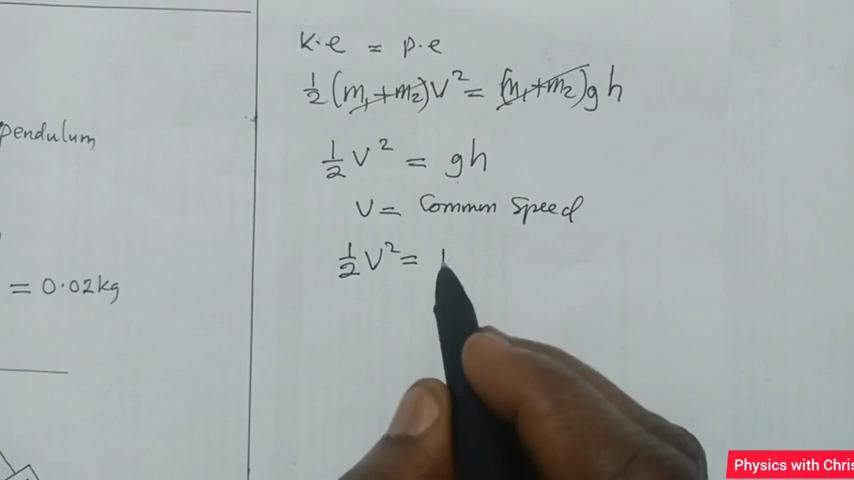 k.e = p.e
½(m₁+m₂)V² = (m₁+m₂)gh
pendulum
½V² = gh
V = Common Speed
½V² = 1
= 0.02kg
Physics with Chris